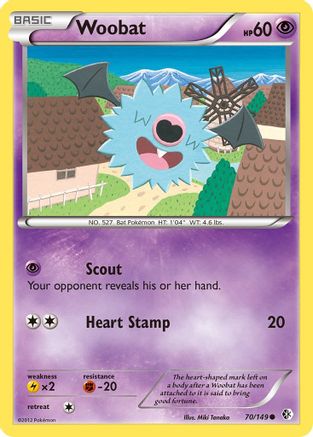 BASIC
Woobat
HP60
NO. 527 Bat Pokémon HT: 1'04" WT: 4.6 lbs.
Scout
Your opponent reveals his or her hand.
Heart Stamp 20
weakness
×2
resistance
-20
retreat
The heart-shaped mark left on
a body after a Woobat has been
attached to it is said to bring
good fortune.
©2012 Pokémon
Illus. Miki Tanaka
70/149